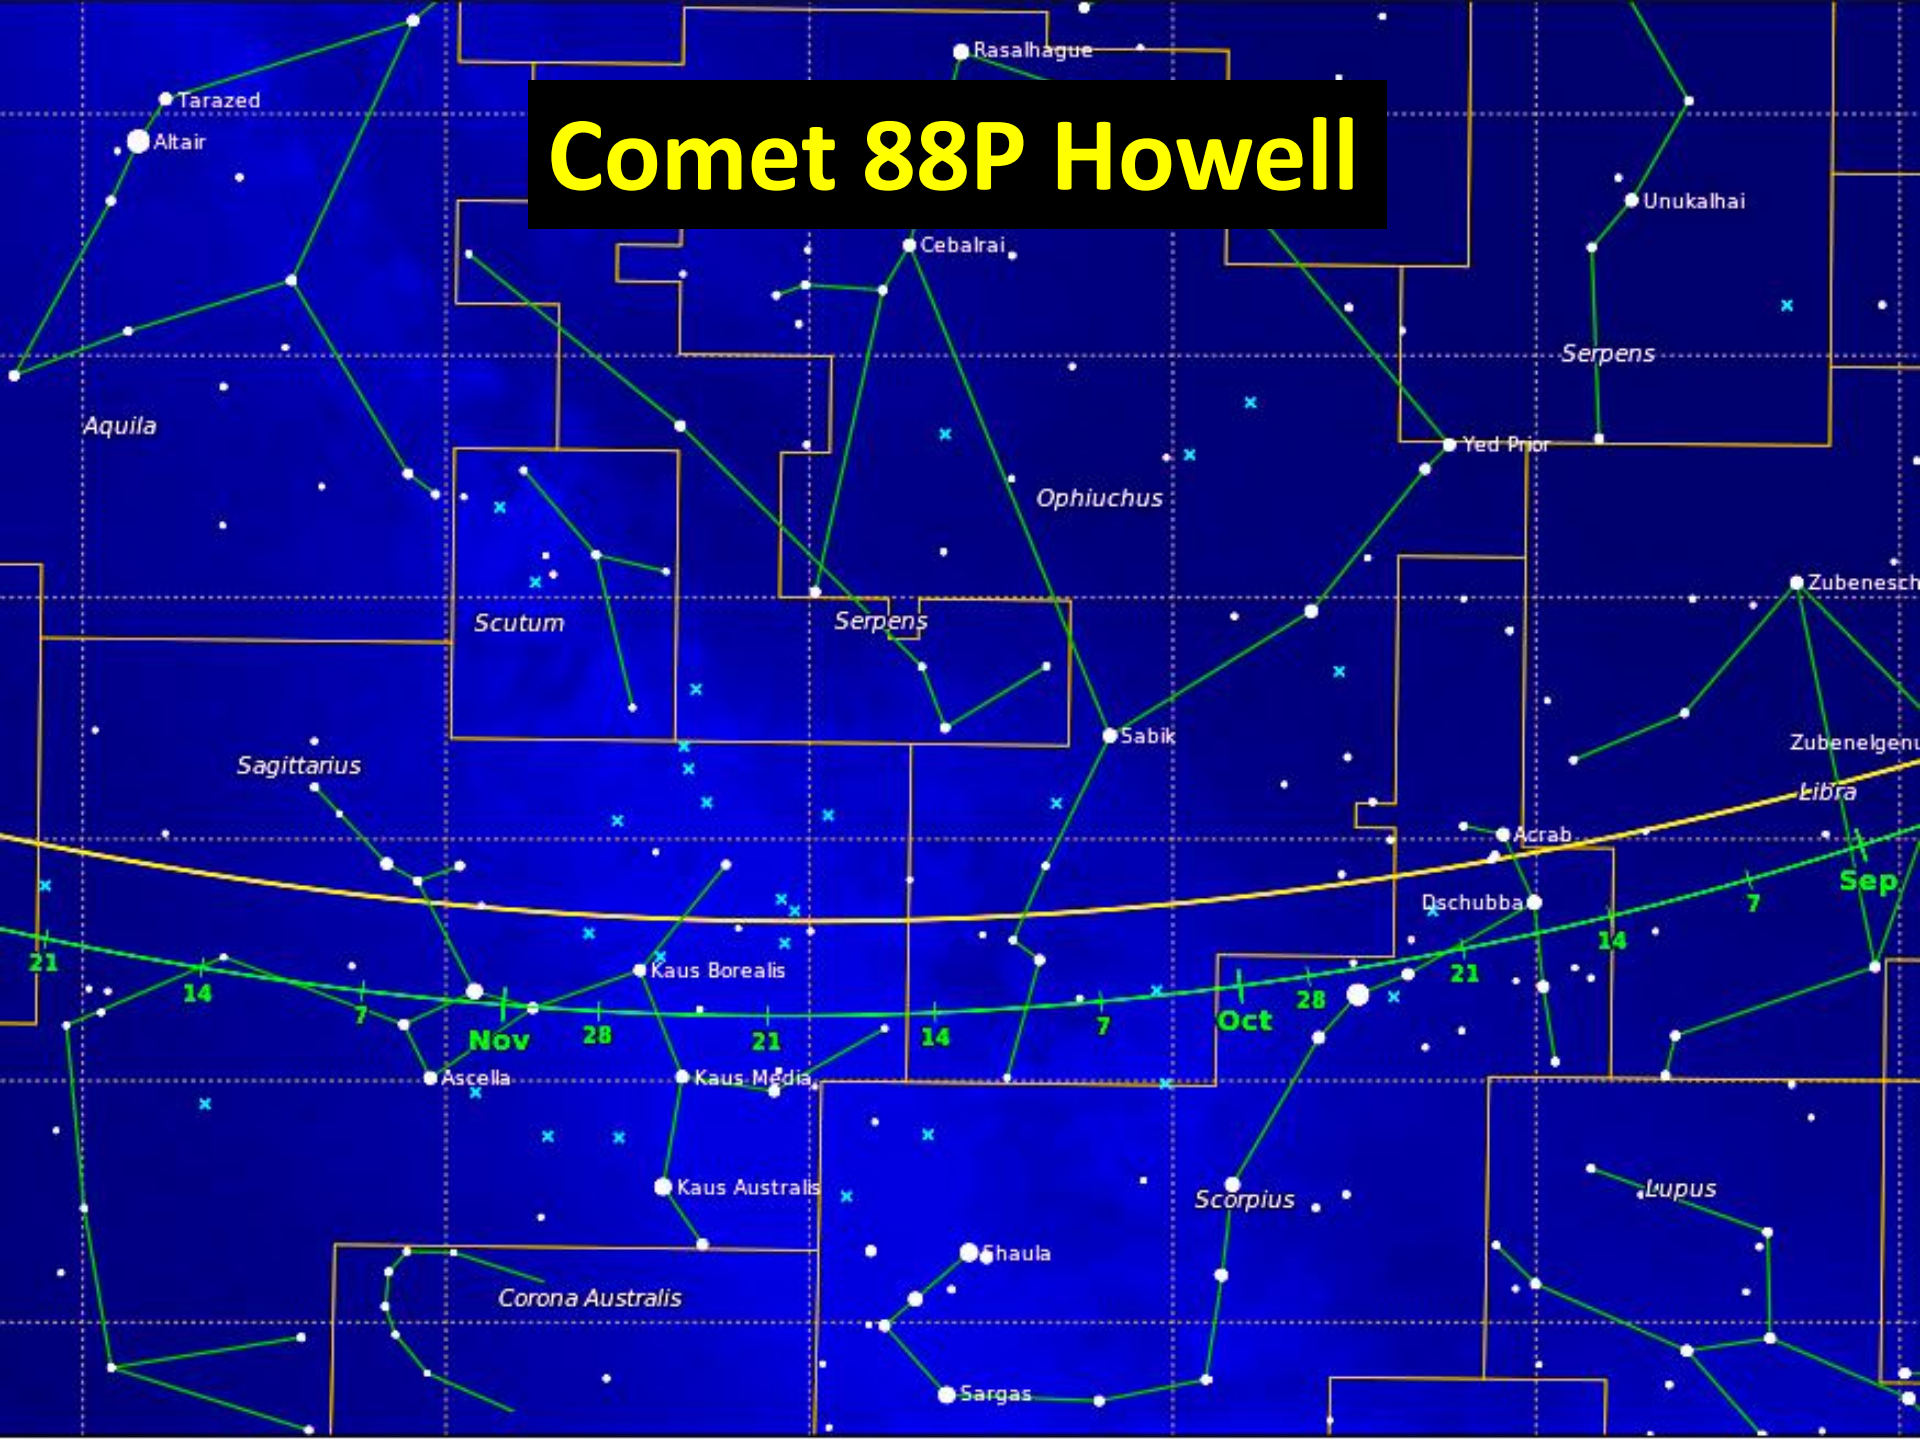 Rasalhague
Tarazed
Altair
Comet 88P Howell
Unukalhai
Cebalrai
Serpens
Aquila
Yed Prior
Ophiuchus
Zubenesch
Scutum
Serpens
Sabik
Zubenelgenu
Sagittarius
Libra
Acrab
Sep
Dschubba
7
14
21
Kaus Borealis
21
14
28
7
Oct
7
Nov
28
21
14
Ascella
Kaus Media
Kaus Australis
Scorpius
Lupus
Shaula
Corona Australis
Sargas